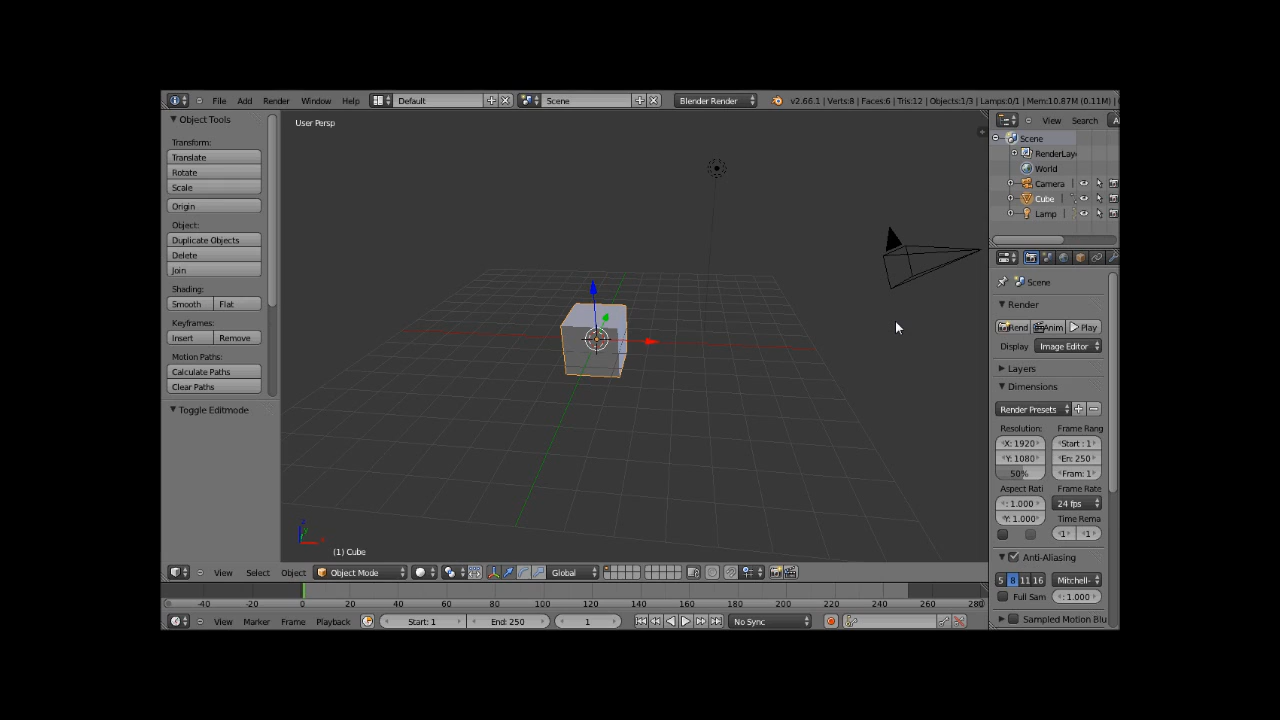 File Add Render Window Help Default Scene Blender Render v2.66.1 | Verts:8 | Faces:6 | Tris:12 | Objects:1/3 | Lamps:0/1 | Mem:10.87M (0.11M) |
Object Tools
Transform:
Translate
Rotate
Scale
Origin
Object:
Duplicate Objects
Delete
Join
Shading:
Smooth Flat
Keyframes:
Insert Remove
Motion Paths:
Calculate Paths
Clear Paths
Toggle Editmode
User Persp
(1) Cube
View Select Object Object Mode Global
-40 -20 0 20 40 60 80 100 120 140 160 180 200 220 240 260 280
View Marker Frame Playback Start: 1 End: 250 1 No Sync
View Search A
Scene
RenderLay
World
Camera
Cube
Lamp
Scene
Render
Rend Anim Play
Display Image Editor
Layers
Dimensions
Render Presets
Resolution: Frame Rang
X: 1920 Start : 1
Y: 1080 En: 250
50% Fram: 1
Aspect Rati Frame Rate
: 1.000 24 fps
Y: 1.000 Time Rema
1 1
Anti-Aliasing
5 8 11 16 Mitchell-
Full Sam : 1.000
Sampled Motion Blu